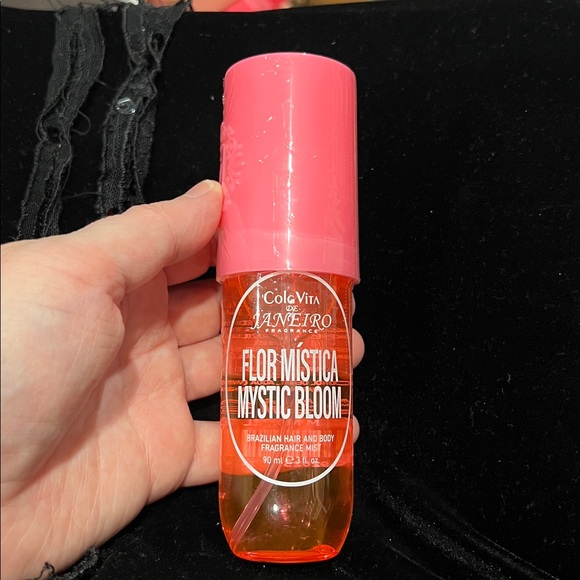 ColoVita
DE
JANEIRO
FRAGRANCE
FLOR MÍSTICA
MYSTIC BLOOM
BRAZILIAN HAIR AND BODY
FRAGRANCE MIST
90 ml ℮ 3 fl. oz.